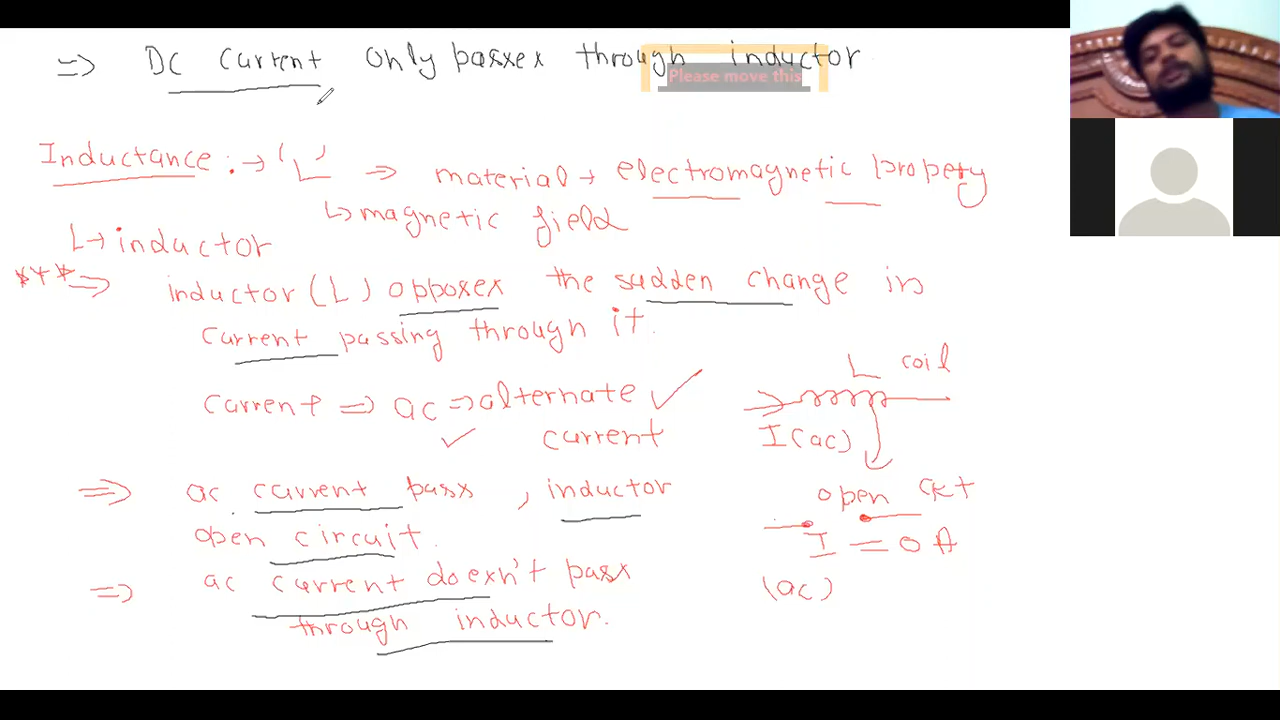 => DC current only passes through inductor
Please move this
Inductance :→ 'L' => material → electromagnetic propety
↳ magnetic field
L→ inductor
*** => inductor (L) opposes the sudden change in
current passing through it.
current => ac => alternate ✓
✓ current
L coil
I(ac)
=> ac current pass , inductor
open circuit.
open ckt
I = 0 A
(ac)
=> ac current doesn't pass
through inductor.